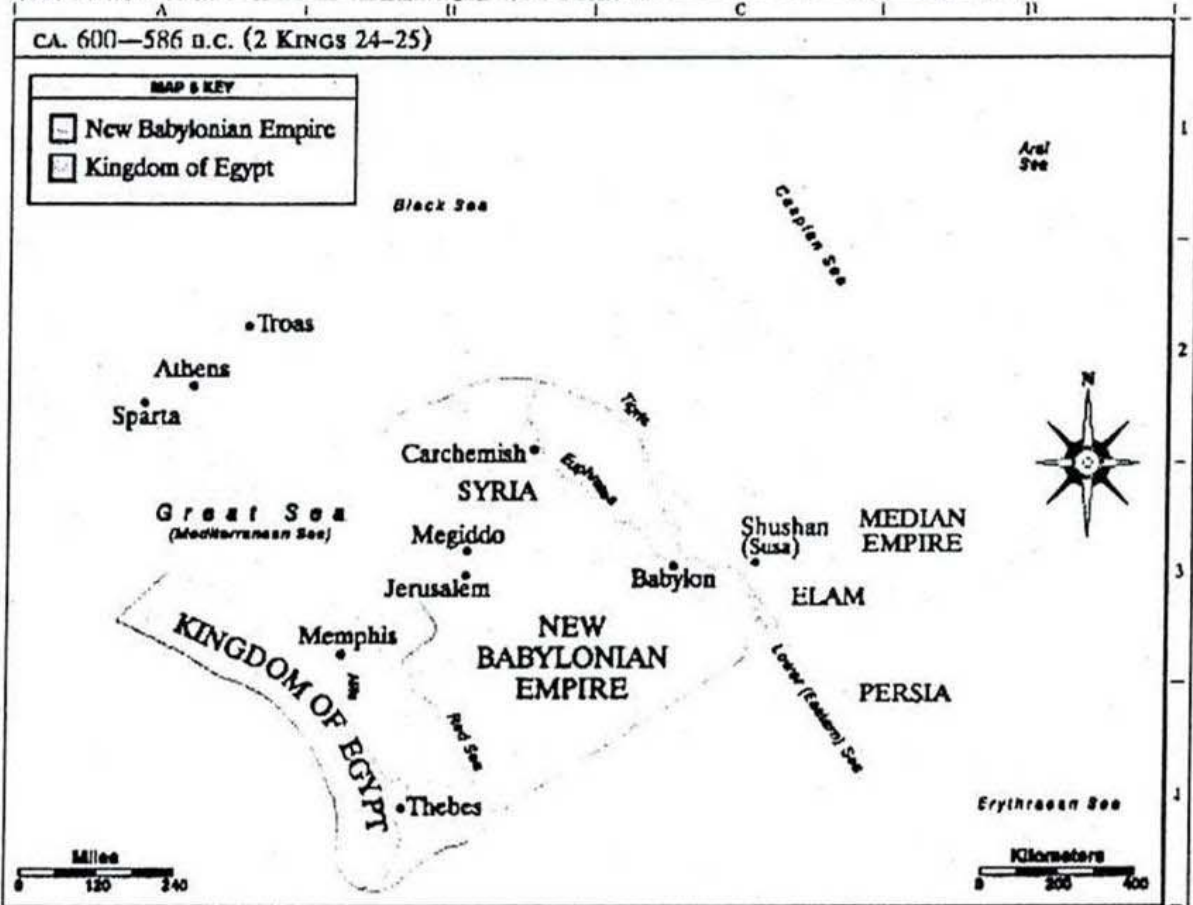 A
B
C
D
CA. 600—586 B.C. (2 KINGS 24-25)
MAP 6 KEY
New Babylonian Empire
Kingdom of Egypt
1
Aral
Sea
Black Sea
Caspian Sea
Troas
2
Athens
Sparta
N
Tigris
Carchemish
Euphrates
SYRIA
Great Sea
(Mediterranean Sea)
Megiddo
Shushan
(Susa)
MEDIAN
EMPIRE
Jerusalem
Babylon
ELAM
3
KINGDOM OF EGYPT
Memphis
Nile
NEW
BABYLONIAN
EMPIRE
Lower (Eastern) Sea
PERSIA
Red Sea
Thebes
Erythraean Sea
4
Miles
0 120 240
Kilometers
0 200 400